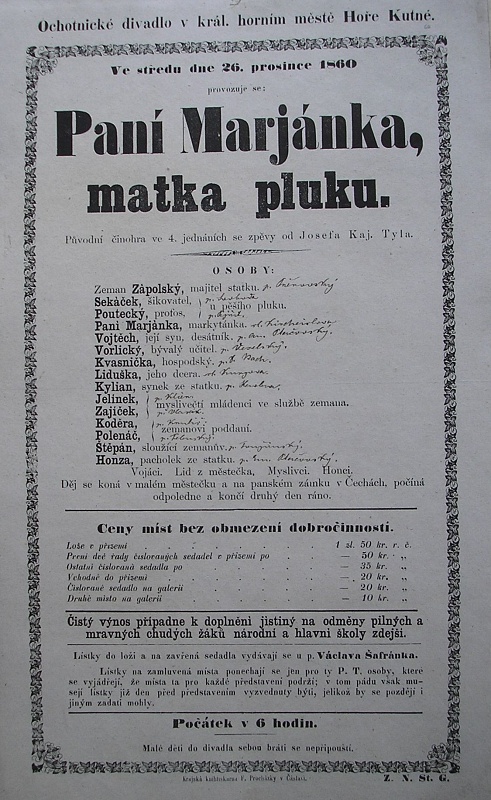 Ochotnické divadlo v král. horním městě Hoře Kutné.
Ve středu dne 26. prosince 1860
provozuje se:
Paní Marjánka,
matka pluku.
Původní činohra ve 4. jednáních se zpěvy od Josefa Kaj. Tyla.
OSOBY:
Zeman Zápolský, majitel statku.
Sekáček, šikovatel,
u pěšího pluku.
Poutecký, profos,
Paní Marjánka, markytánka.
Vojtěch, její syn, desátník.
Vorlický, bývalý učitel.
Kvasnička, hospodský.
Liduška, jeho dcera.
Kylian, synek ze statku.
Jelínek,
myslivečtí mládenci ve službě zemana.
Zajíček,
Kodera,
zemanovi poddaní.
Polenáč,
Štěpán, sloužící zemanův.
Honza, pacholek ze statku.
Vojáci. Lid z městečka, Myslivci. Honci.
Děj se koná v malém městečku a na panském zámku v Čechách, počíná
odpoledne a končí druhý den ráno.
Ceny míst bez obmezení dobročinnosti.
Lože v přízemí . . . . . . . 1 zl. 50 kr. r. č.
První dvě řady číslovaných sedadel v přízemí po . . — 50 kr. „
Ostatní číslovaná sedadla po . . . . . — 35 kr. „
Vchodné do přízemí . . . . . . — 20 kr. „
Číslované sedadlo na galerii . . . . . — 20 kr. „
Druhé místo na galerii . . . . . . — 10 kr. „
Čistý výnos připadne k doplnění jistiny na odměny pilných a
mravných chudých žáků národní a hlavní školy zdejší.
Lístky do loží a na zavřená sedadla vydávají se u p. Václava Šafránka.
Lístky na zamluvená místa ponechají se jen pro ty P. T. osoby, které
se vyjádřejí, že místa ta pro každé představení podrží; v tom pádu však mu-
sejí lístky již den před představením vyzvednuty býti, jelikož by se později i
jiným zadati mohly.
Počátek v 6 hodin.
Malé děti do divadla sebou bráti se nepřipouští.
Krajská knihtiskárna F. Procházky v Čáslavi.
Z. N. St. G.